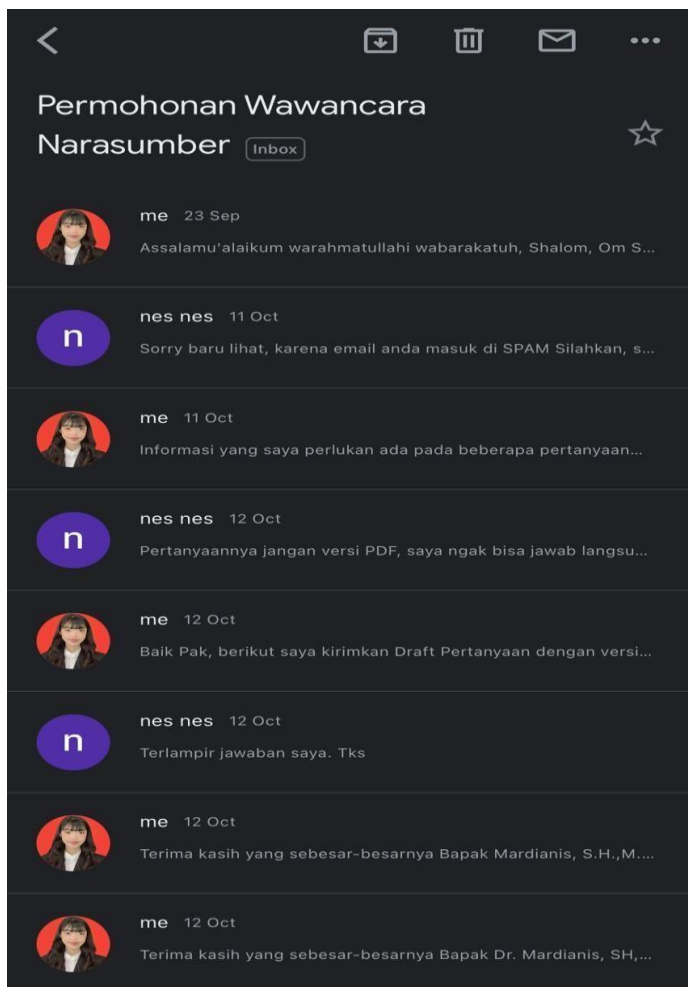 Permohonan Wawancara
Narasumber Inbox
me 23 Sep
Assalamu'alaikum warahmatullahi wabarakatuh, Shalom, Om S...
n
nes nes 11 Oct
Sorry baru lihat, karena email anda masuk di SPAM Silahkan, s...
me 11 Oct
Informasi yang saya perlukan ada pada beberapa pertanyaan...
n
nes nes 12 Oct
Pertanyaannya jangan versi PDF, saya ngak bisa jawab langsu...
me 12 Oct
Baik Pak, berikut saya kirimkan Draft Pertanyaan dengan versi...
n
nes nes 12 Oct
Terlampir jawaban saya. Tks
me 12 Oct
Terima kasih yang sebesar-besarnya Bapak Mardianis, S.H.,M....
me 12 Oct
Terima kasih yang sebesar-besarnya Bapak Dr. Mardianis, SH,...